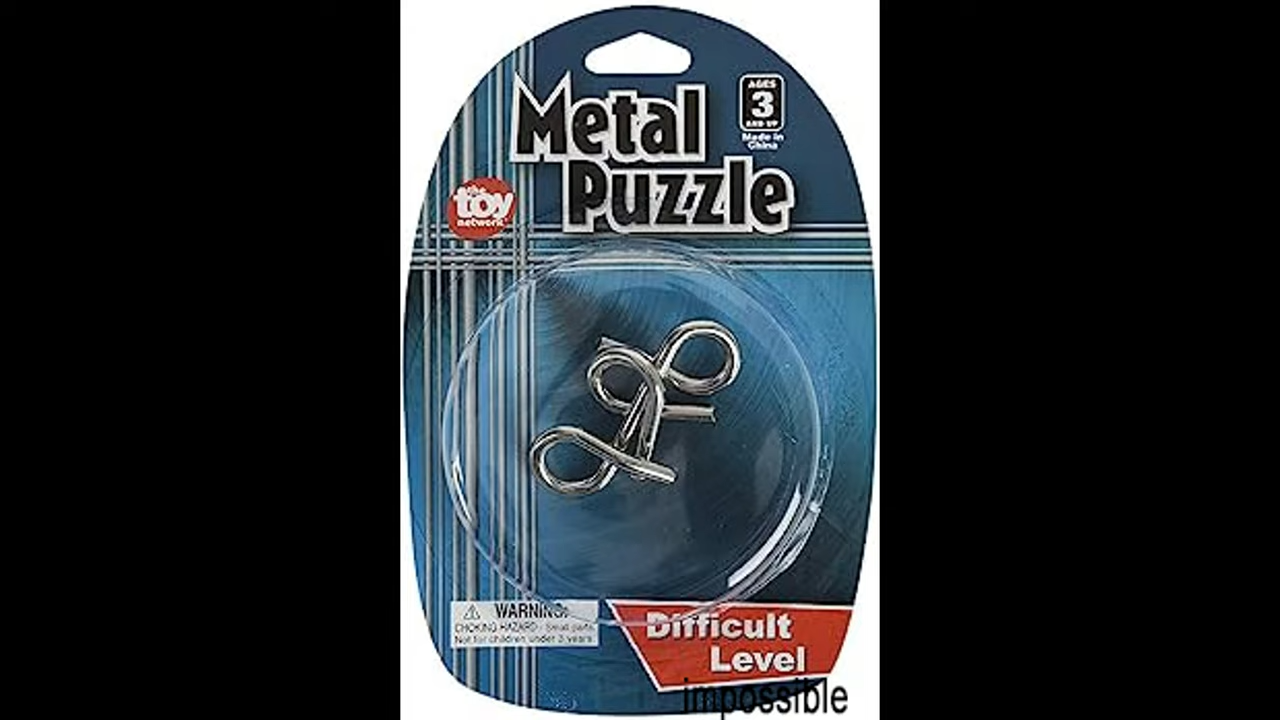 Metal
Puzzle
AGES
3
AND UP
Made in
China
the
toy
network
WARNING:
CHOKING HAZARD - Small parts.
Not for children under 3 years.
Difficult
Level
impossible